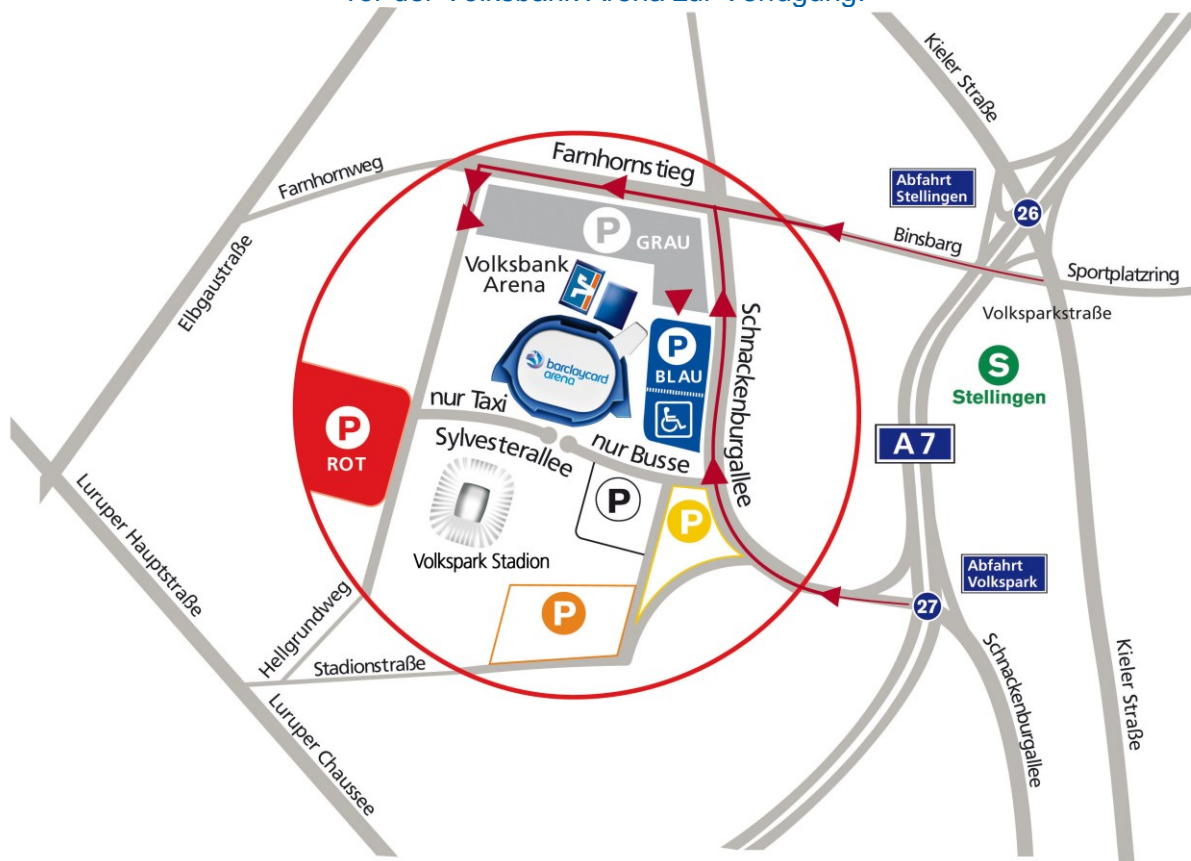 vor der Volksbank Arena zur Verfügung.
Kieler Straße
Farnhornstieg
Farnhornweg
Abfahrt
Stellingen
26
P
GRAU
Binsbarg
Sportplatzring
Elbgaustraße
Volksbank
Arena
Volksparkstraße
P
BLAU
barclaycard
arena
Schnackenburgallee
S
Stellingen
nur Taxi
A 7
P
ROT
Sylvesterallee
nur Busse
P
P
Luruper Hauptstraße
Volkspark Stadion
Abfahrt
Volkspark
27
P
Hellgrundweg
Stadionstraße
Schnackenburgallee
Kieler Straße
Luruper Chaussee